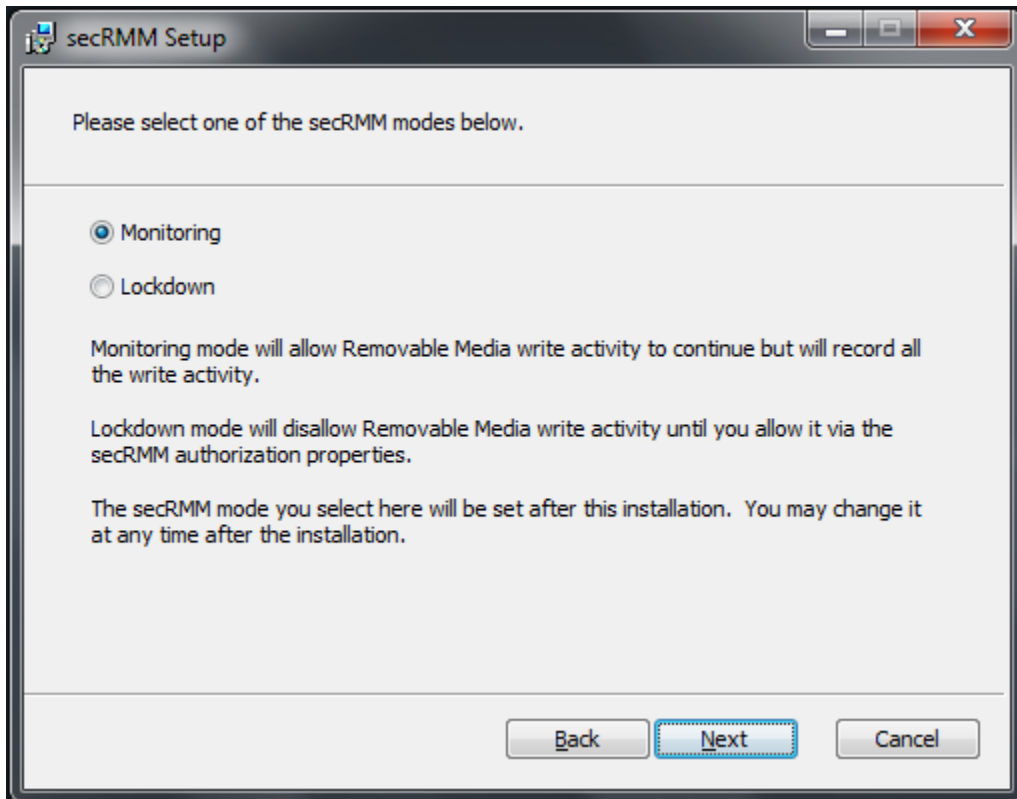 secRMM Setup
Please select one of the secRMM modes below.
Monitoring
Lockdown
Monitoring mode will allow Removable Media write activity to continue but will record all
the write activity.
Lockdown mode will disallow Removable Media write activity until you allow it via the
secRMM authorization properties.
The secRMM mode you select here will be set after this installation.  You may change it
at any time after the installation.
Back
Next
Cancel